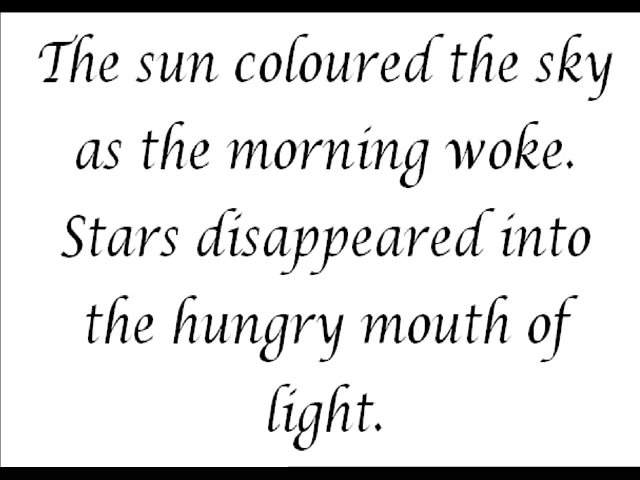 The sun coloured the sky
as the morning woke.
Stars disappeared into
the hungry mouth of
light.